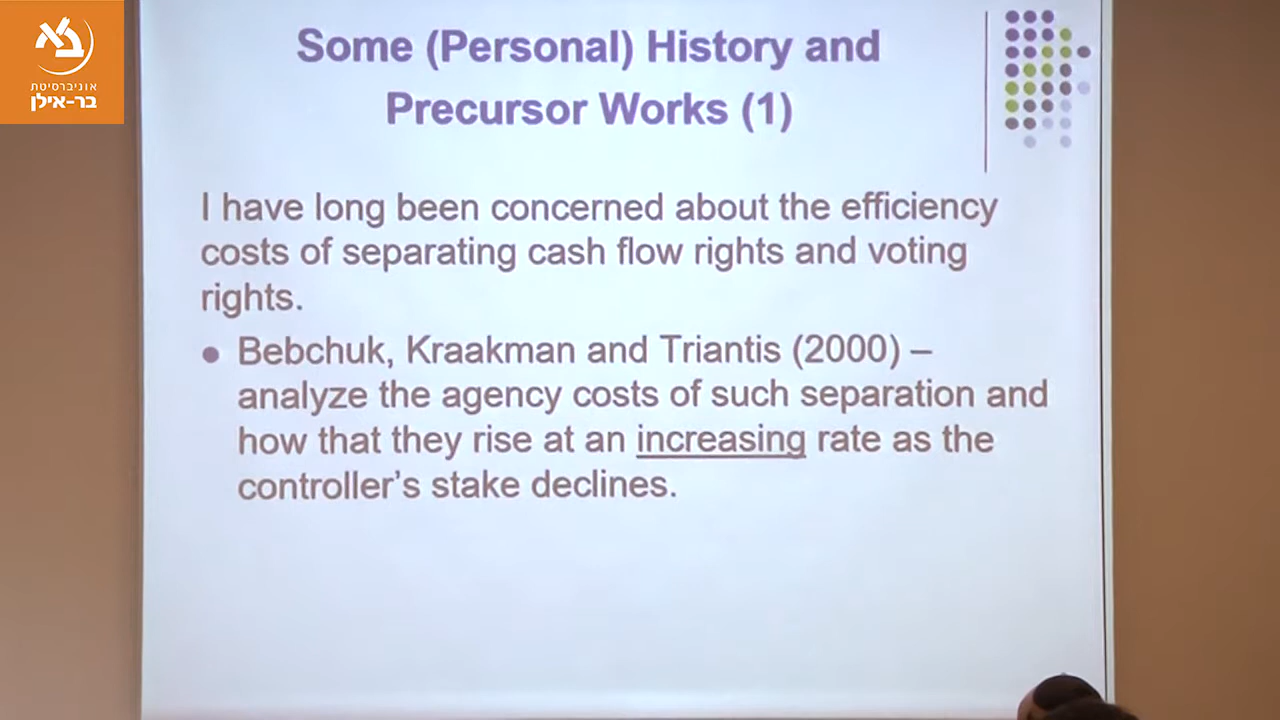 אוניברסיטת
בר-אילן
Some (Personal) History and
Precursor Works (1)
I have long been concerned about the efficiency
costs of separating cash flow rights and voting
rights.
• Bebchuk, Kraakman and Triantis (2000) –
analyze the agency costs of such separation and
how that they rise at an increasing rate as the
controller’s stake declines.